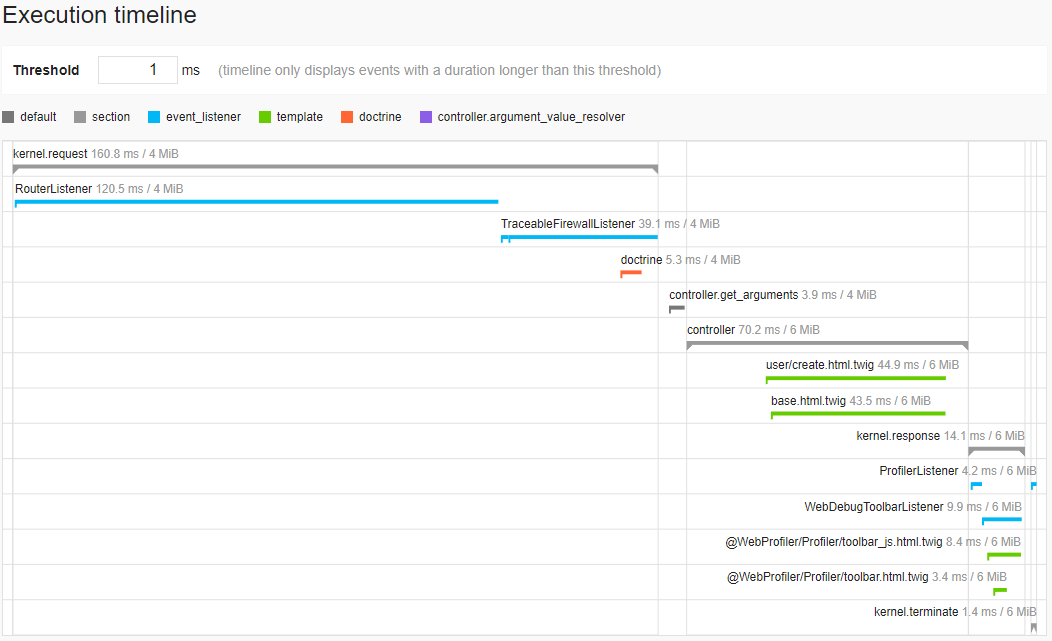 Execution timeline
Threshold 1 ms (timeline only displays events with a duration longer than this threshold)
default section event_listener template doctrine controller.argument_value_resolver
kernel.request 160.8 ms / 4 MiB
RouterListener 120.5 ms / 4 MiB
TraceableFirewallListener 39.1 ms / 4 MiB
doctrine 5.3 ms / 4 MiB
controller.get_arguments 3.9 ms / 4 MiB
controller 70.2 ms / 6 MiB
user/create.html.twig 44.9 ms / 6 MiB
base.html.twig 43.5 ms / 6 MiB
kernel.response 14.1 ms / 6 MiB
ProfilerListener 4.2 ms / 6 MiB
WebDebugToolbarListener 9.9 ms / 6 MiB
@WebProfiler/Profiler/toolbar_js.html.twig 8.4 ms / 6 MiB
@WebProfiler/Profiler/toolbar.html.twig 3.4 ms / 6 MiB
kernel.terminate 1.4 ms / 6 MiB